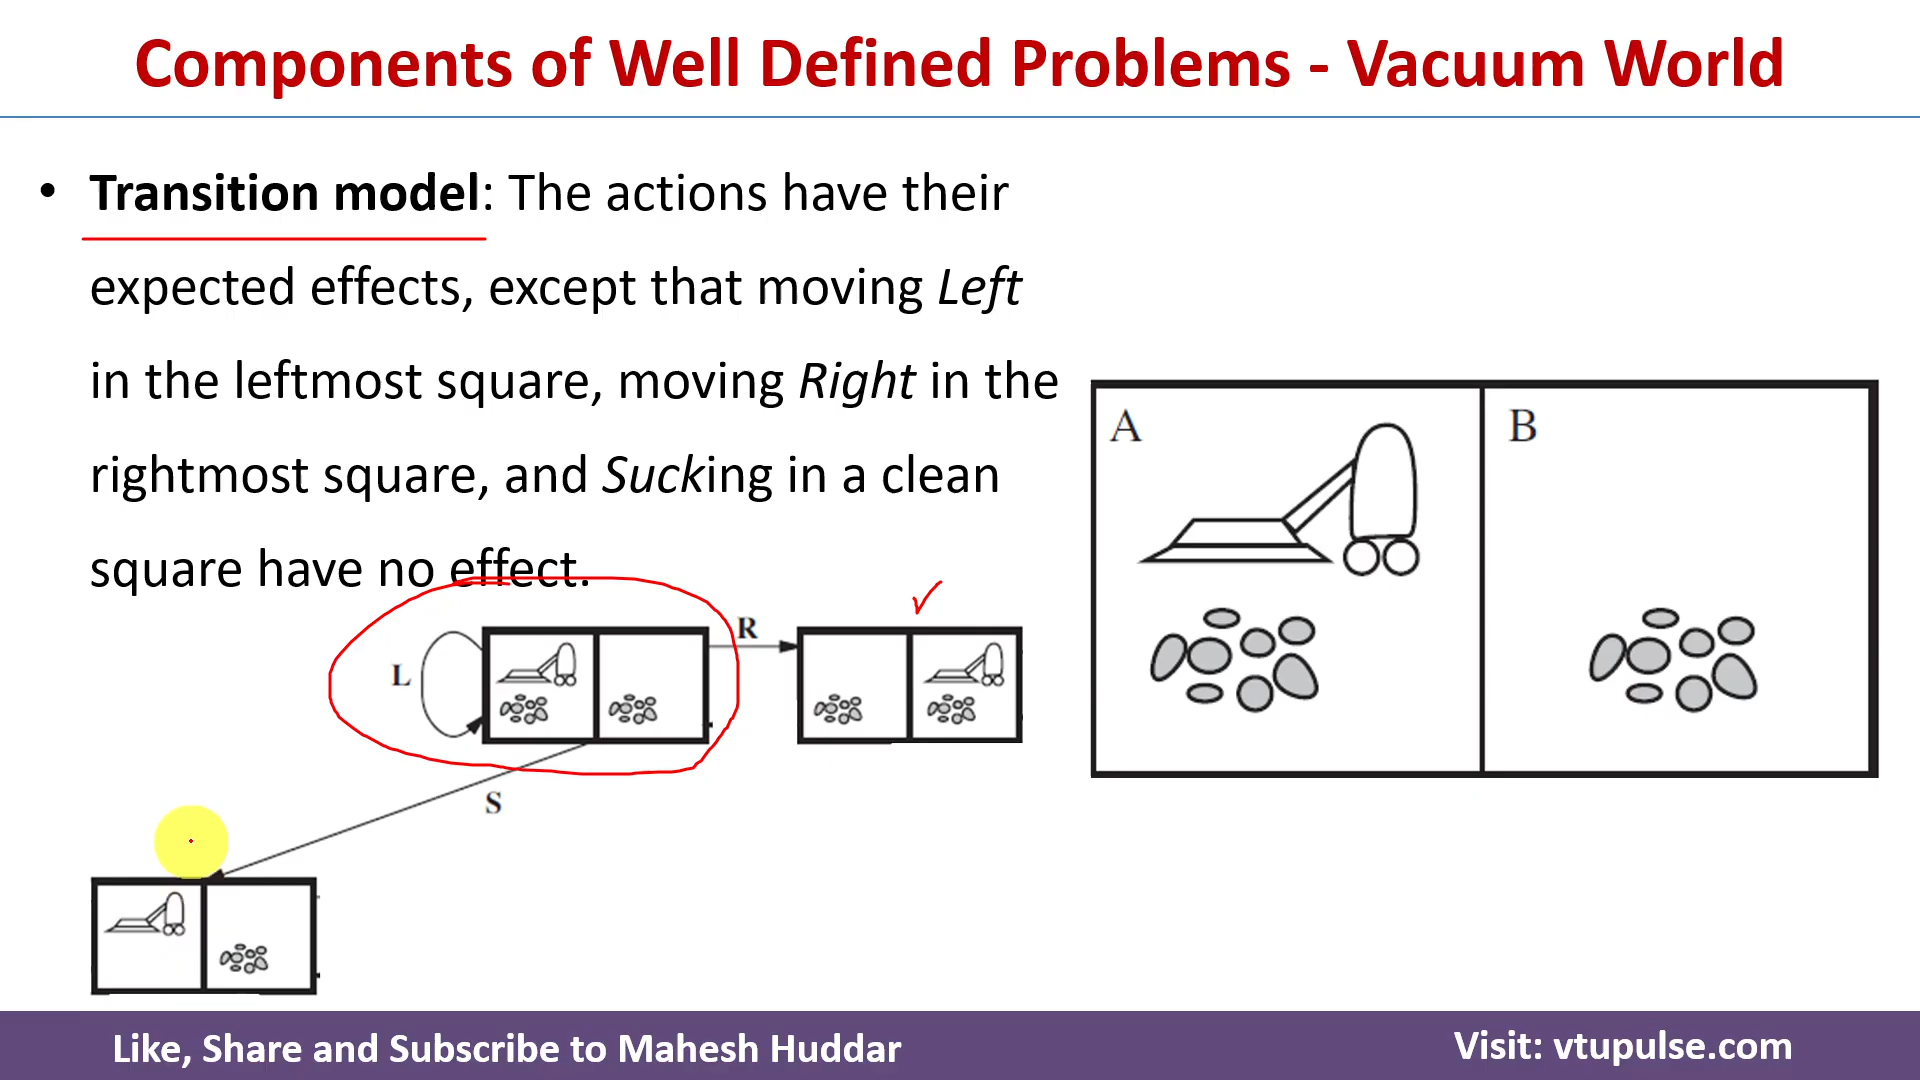 Components of Well Defined Problems - Vacuum World
• Transition model: The actions have their
expected effects, except that moving Left
in the leftmost square, moving Right in the
rightmost square, and Sucking in a clean
square have no effect.
A B
R
L
S
Like, Share and Subscribe to Mahesh Huddar
Visit: vtupulse.com